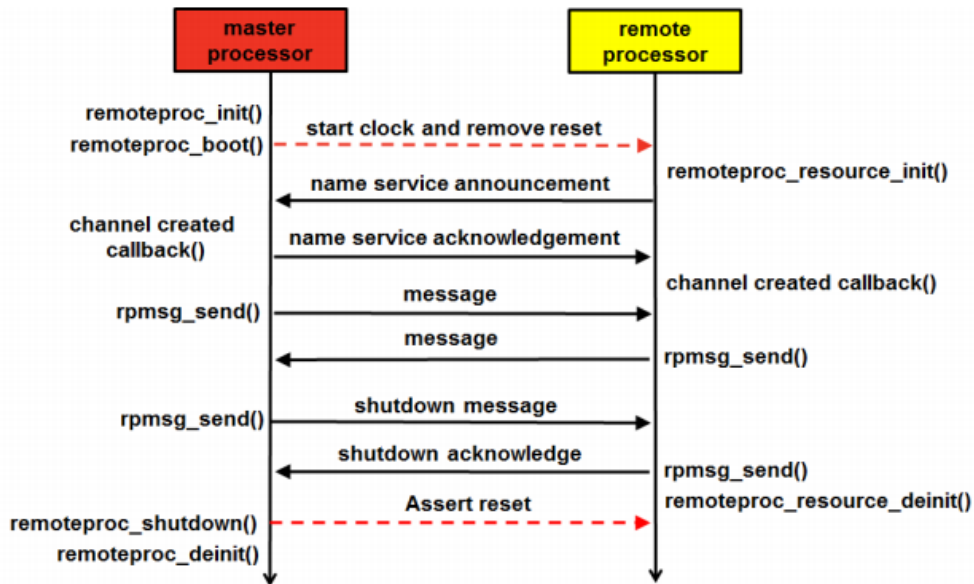 master
processor
remote
processor
remoteproc_init()
start clock and remove reset
remoteproc_boot()
remoteproc_resource_init()
name service announcement
channel created
callback()
name service acknowledgement
channel created callback()
message
rpmsg_send()
message
rpmsg_send()
rpmsg_send()
shutdown message
shutdown acknowledge
rpmsg_send()
Assert reset
remoteproc_resource_deinit()
remoteproc_shutdown()
remoteproc_deinit()